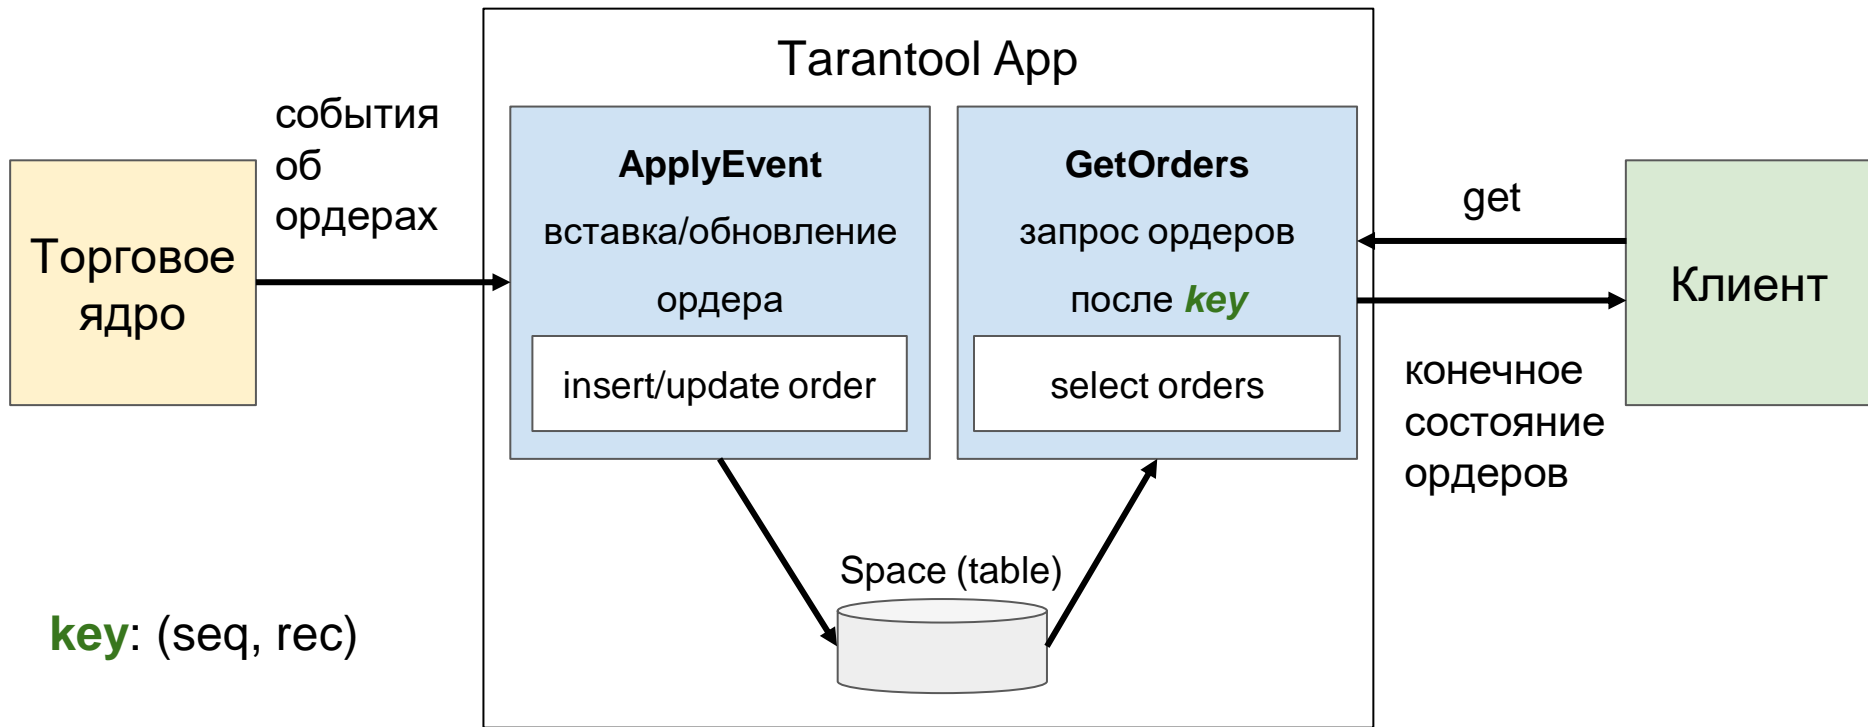 Tarantool App
события
об
ордерах
Торговое
ядро
ApplyEvent
вставка/обновление
ордера
insert/update order
GetOrders
запрос ордеров
после key
select orders
get
Клиент
конечное
состояние
ордеров
Space (table)
key: (seq, rec)